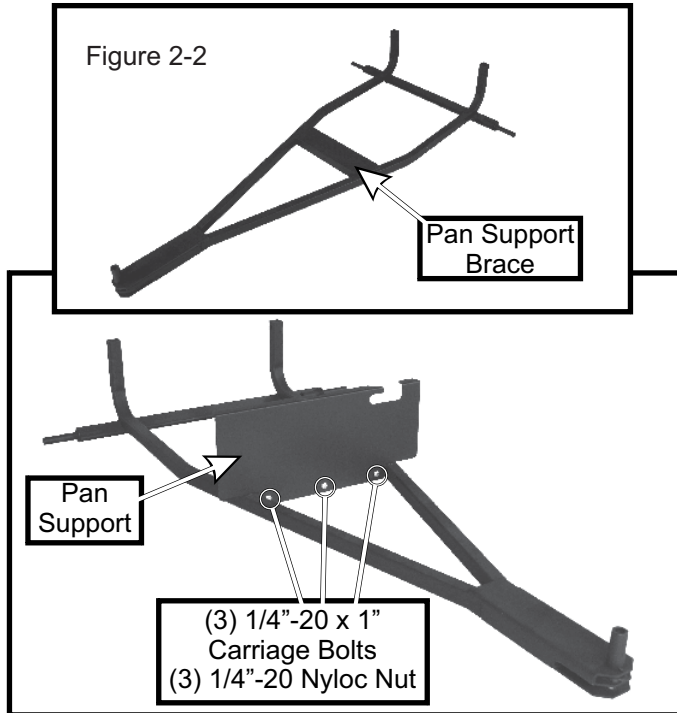 Figure 2-2
Pan Support
Brace
Pan
Support
(3) 1/4”-20 x 1”
Carriage Bolts
(3) 1/4”-20 Nyloc Nut